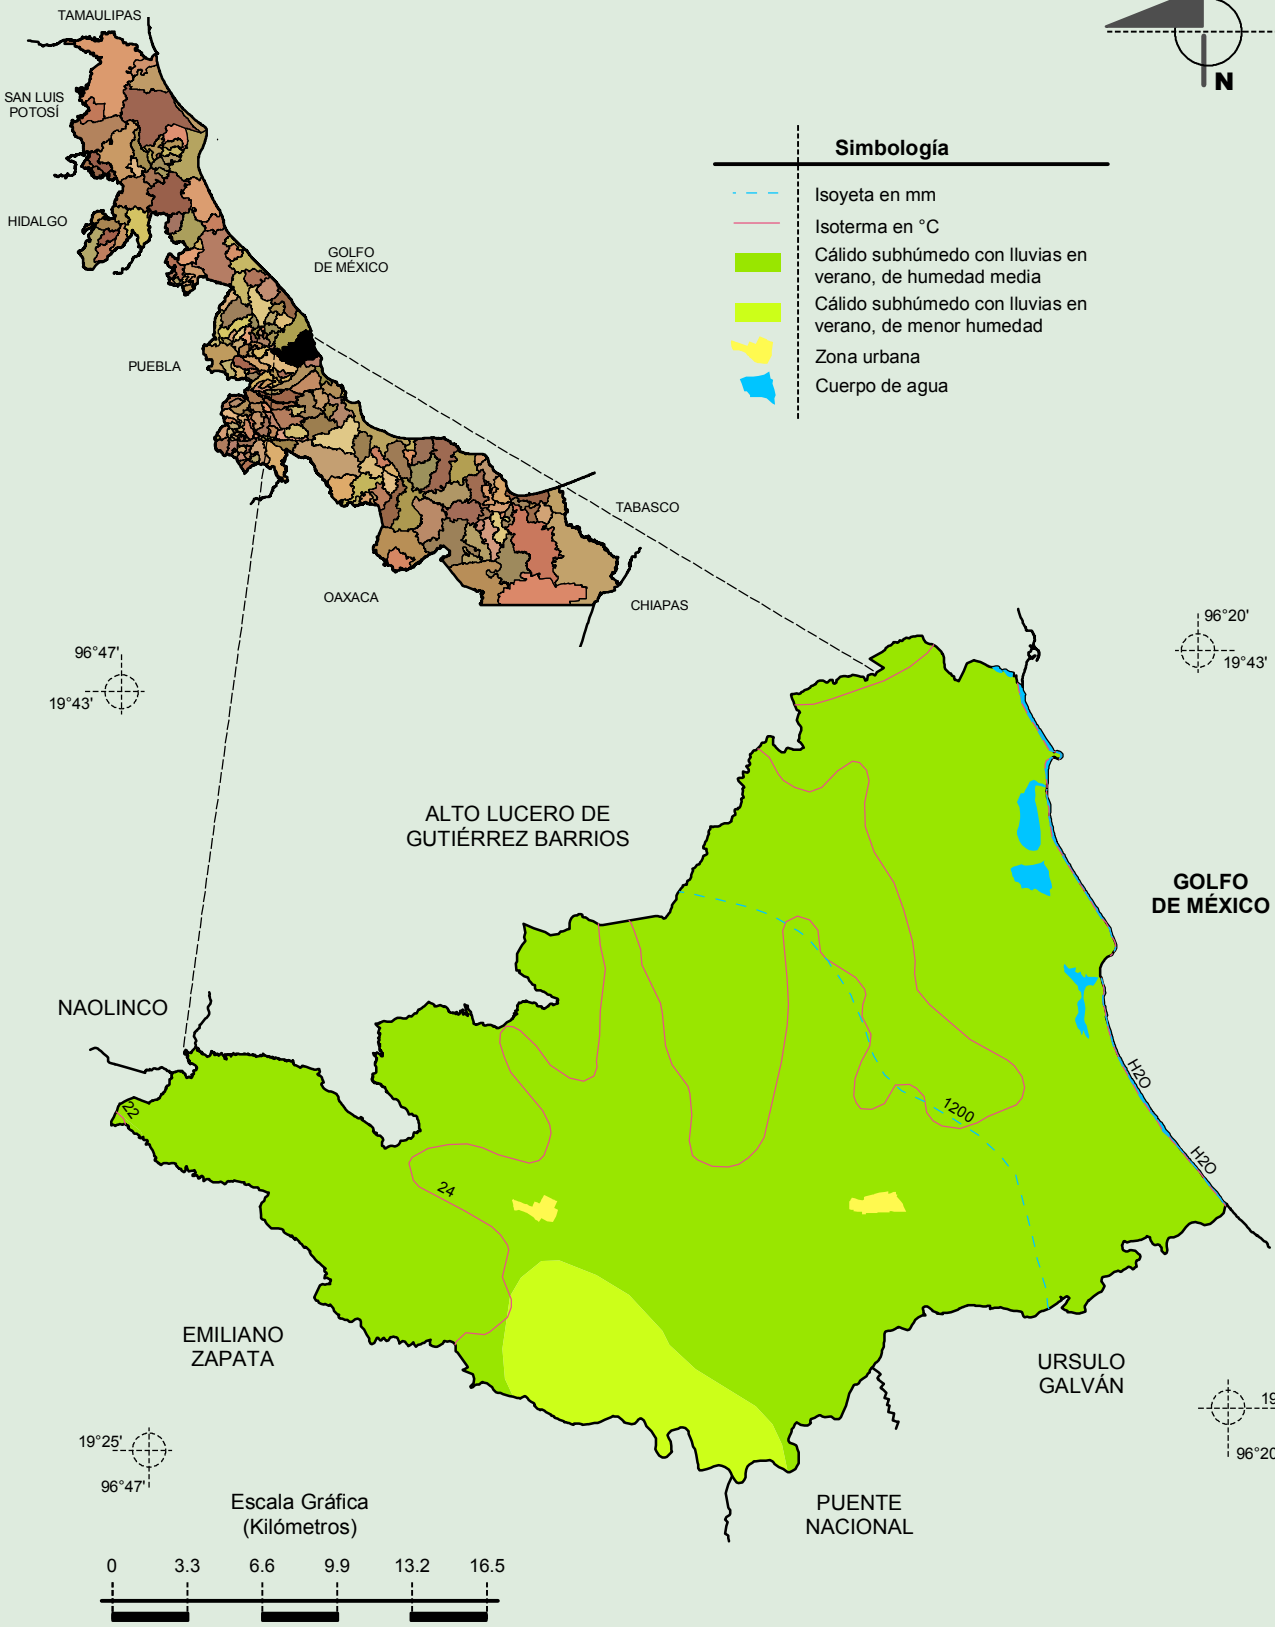 TAMAULIPAS
SAN LUIS
POTOSÍ
HIDALGO
GOLFO
DE MÉXICO
PUEBLA
TABASCO
OAXACA
CHIAPAS
N
Simbología
Isoyeta en mm
Isoterma en °C
Cálido subhúmedo con lluvias en
verano, de humedad media
Cálido subhúmedo con lluvias en
verano, de menor humedad
Zona urbana
Cuerpo de agua
96°47'
19°43'
96°20'
19°43'
ALTO LUCERO DE
GUTIÉRREZ BARRIOS
GOLFO
DE MÉXICO
NAOLINCO
22
24
1200
H2O
H2O
EMILIANO
ZAPATA
URSULO
GALVÁN
PUENTE
NACIONAL
19°25'
96°47'
19
96°20
Escala Gráfica
(Kilómetros)
0 3.3 6.6 9.9 13.2 16.5